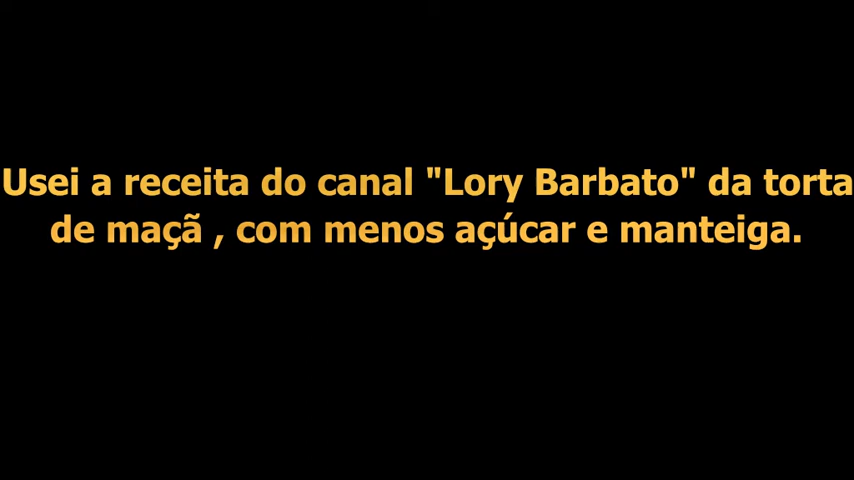 Usei a receita do canal "Lory Barbato" da torta
de maçã , com menos açúcar e manteiga.